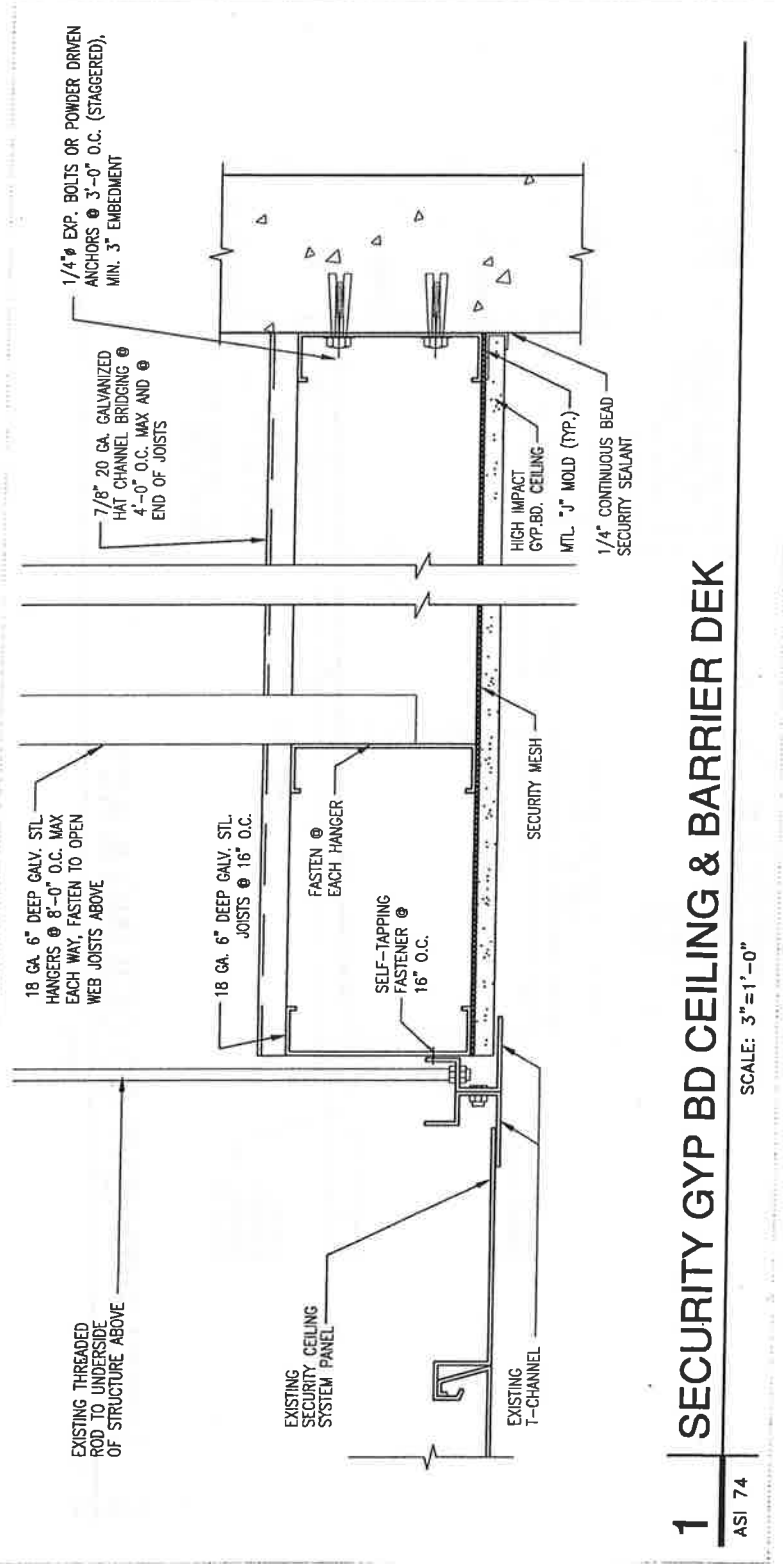 EXISTING THREADED
ROD TO UNDERSIDE
OF STRUCTURE ABOVE
18 GA. 6" DEEP GALV. STL.
HANGERS @ 8'-0" O.C. MAX
EACH WAY, FASTEN TO OPEN
WEB JOISTS ABOVE
7/8" 20 GA. GALVANIZED
HAT CHANNEL BRIDGING @
4'-0" O.C. MAX AND @
END OF JOISTS
1/4"ø EXP. BOLTS OR POWDER DRIVEN
ANCHORS @ 3'-0" O.C. (STAGGERED),
MIN. 3" EMBEDMENT
18 GA. 6" DEEP GALV. STL.
JOISTS @ 16" O.C.
FASTEN @
EACH HANGER
SELF-TAPPING
FASTENER @
16" O.C.
EXISTING
SECURITY CEILING
SYSTEM PANEL
EXISTING
T-CHANNEL
SECURITY MESH
HIGH IMPACT
GYP.BD. CEILING
MTL. "J" MOLD (TYP.)
1/4" CONTINUOUS BEAD
SECURITY SEALANT
1
SECURITY GYP BD CEILING & BARRIER DEK
ASI 74
SCALE: 3"=1'-0"